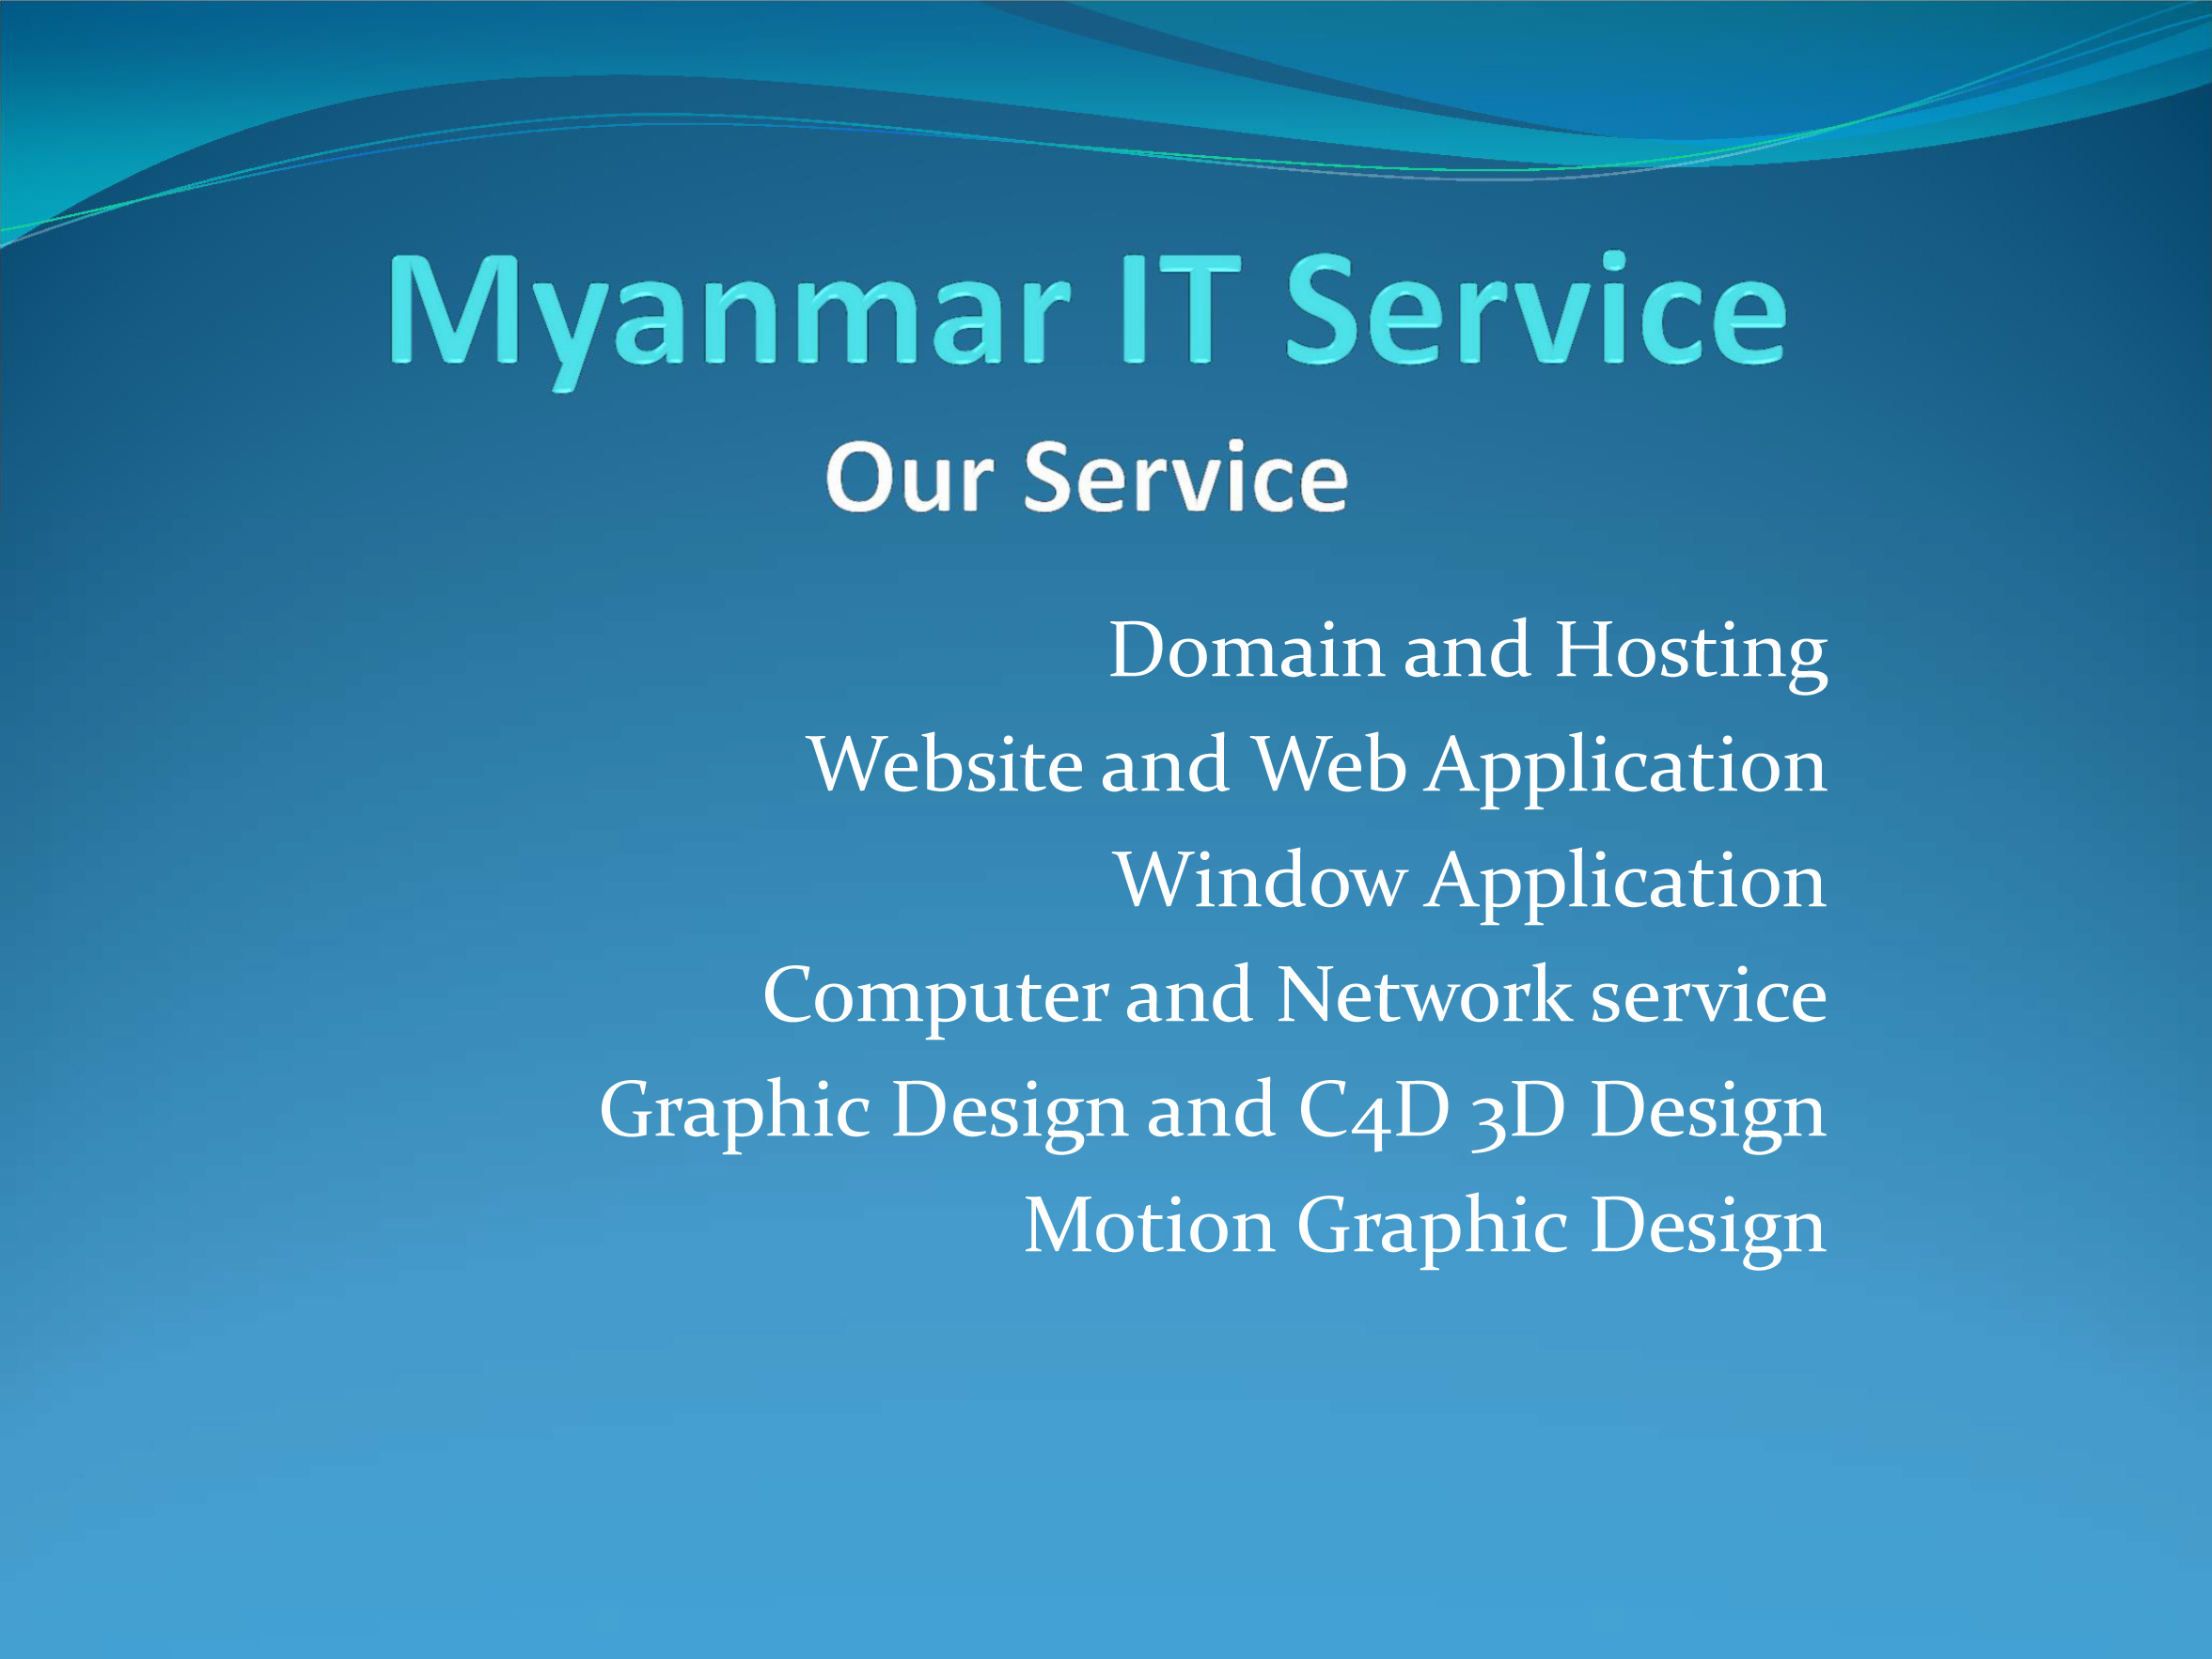 Myanmar IT Service
Our Service
Domain and Hosting
Website and Web Application
Window Application
Computer and Network service
Graphic Design and C4D 3D Design
Motion Graphic Design